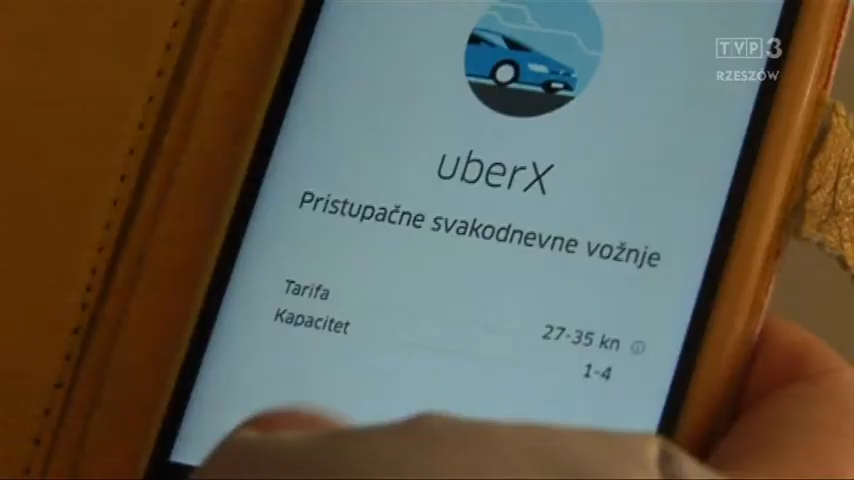 TVP3
RZESZÓW
uberX
Pristupačne svakodnevne vožnje
Tarifa
27-35 kn
Kapacitet
1-4